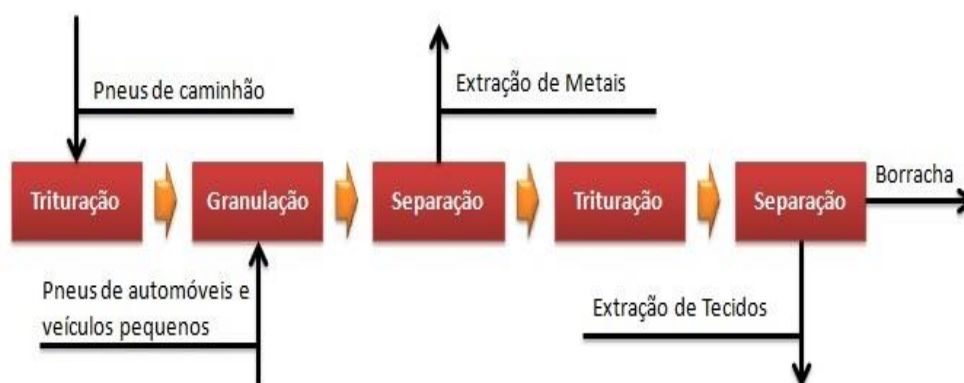 Pneus de caminhão
Extração de Metais
Trituração
Granulação
Separação
Trituração
Separação
Borracha
Pneus de automóveis e
veículos pequenos
Extração de Tecidos